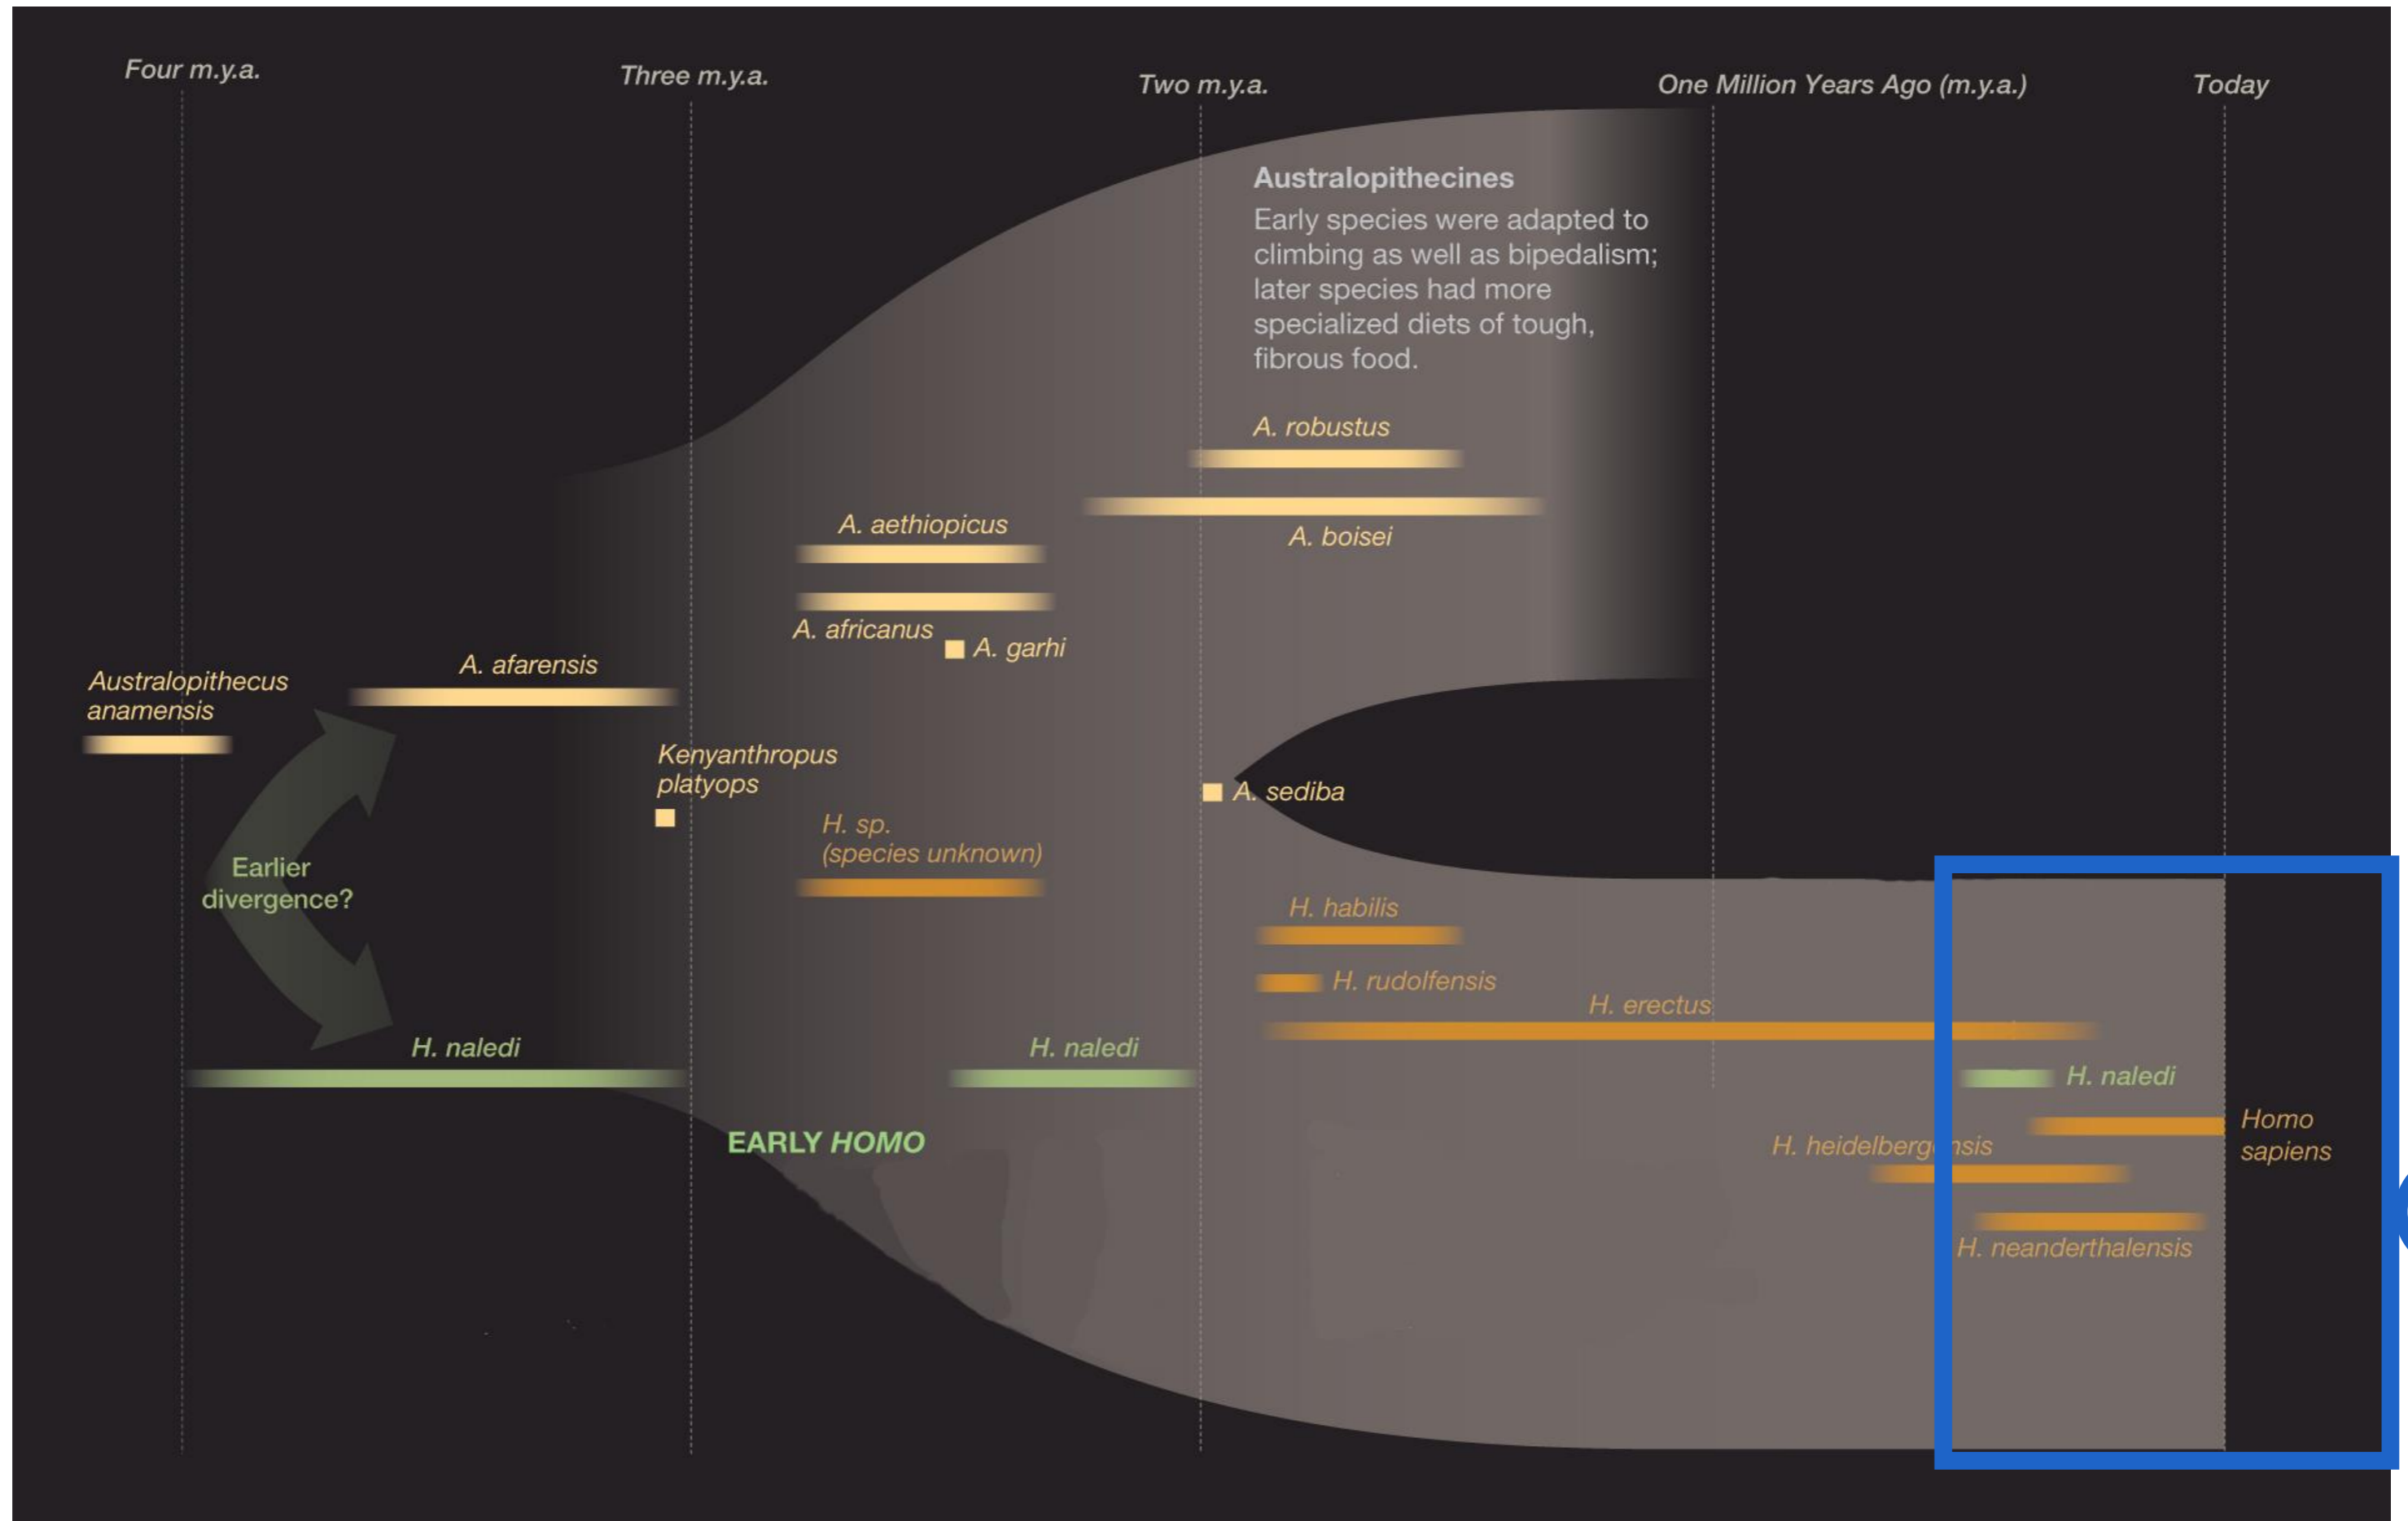 Four m.y.a.
Three m.y.a.
Two m.y.a.
One Million Years Ago (m.y.a.)
Today
Australopithecines
Early species were adapted to
climbing as well as bipedalism;
later species had more
specialized diets of tough,
fibrous food.
A. robustus
A. boisei
A. aethiopicus
A. africanus
A. garhi
A. afarensis
Australopithecus
anamensis
Kenyanthropus
platyops
A. sediba
H. sp.
(species unknown)
Earlier
divergence?
H. habilis
H. rudolfensis
H. erectus
H. naledi
H. naledi
H. naledi
EARLY HOMO
Homo
sapiens
H. heidelbergensis
H. neanderthalensis